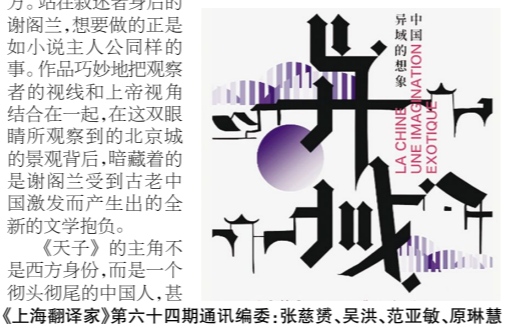 方。站在叙述者身后的
谢阁兰，想要做的正是
如小说主人公同样的
事。作品巧妙地把观察
者的视线和上帝视角
结合在一起，在这双眼
睛所观察到的北京城
的景观背后，暗藏着的
是谢阁兰受到古老中
国激发而产生出的全
新的文学抱负。
《天子》的主角不
是西方身份，而是一个
彻头彻尾的中国人，甚
中国
异域的想象
LA CHINE
UNE IMAGINATION
EXOTIQUE
异域
《上海翻译家》第六十四期通讯编委：张慈赟、吴洪、范亚敏、原琳慧